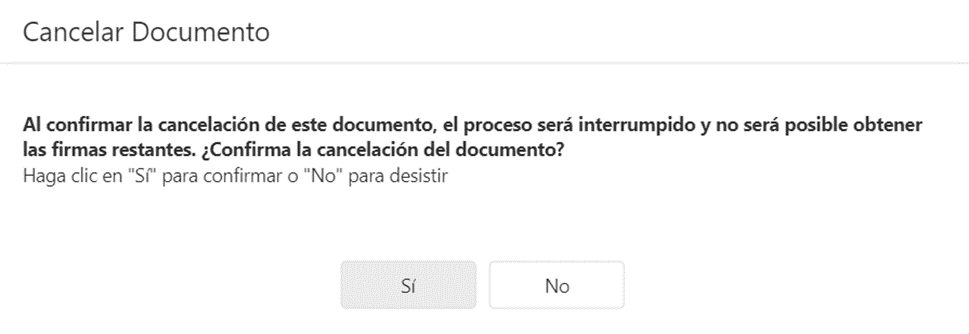 Cancelar Documento
Al confirmar la cancelación de este documento, el proceso será interrumpido y no será posible obtener
las firmas restantes. ¿Confirma la cancelación del documento?
Haga clic en "Sí" para confirmar o "No" para desistir
Sí
No